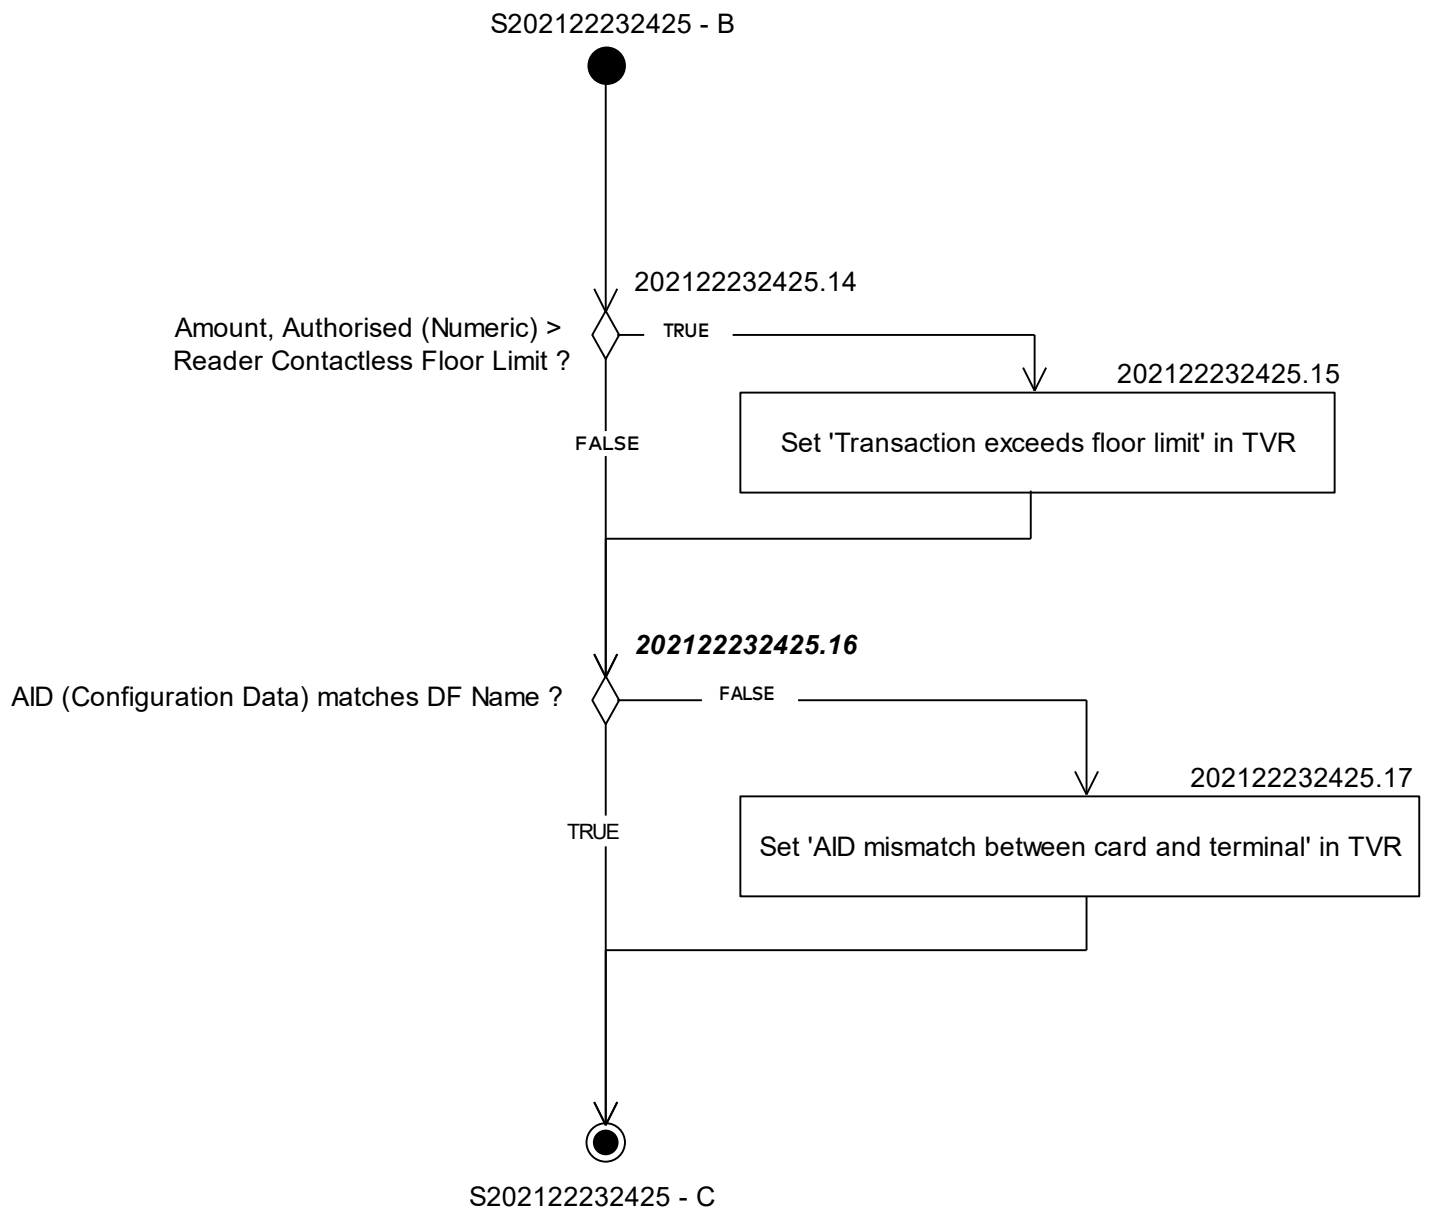 S202122232425 - B
202122232425.14
Amount, Authorised (Numeric) >
Reader Contactless Floor Limit ?
TRUE
202122232425.15
Set 'Transaction exceeds floor limit' in TVR
FALSE
202122232425.16
AID (Configuration Data) matches DF Name ?
FALSE
202122232425.17
Set 'AID mismatch between card and terminal' in TVR
TRUE
S202122232425 - C